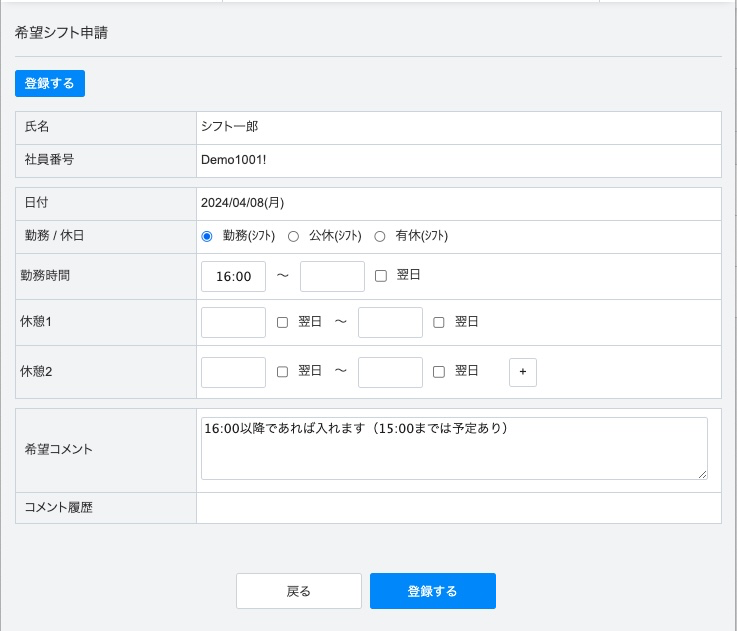 希望シフト申請
登録する
氏名 シフト一郎
社員番号 Demo1001!
日付 2024/04/08(月)
勤務 / 休日 勤務(ｼﾌﾄ) 公休(ｼﾌﾄ) 有休(ｼﾌﾄ)
勤務時間 16:00 〜 翌日
休憩1 翌日 〜 翌日
休憩2 翌日 〜 翌日 +
希望コメント 16:00以降であれば入れます（15:00までは予定あり）
コメント履歴
戻る 登録する